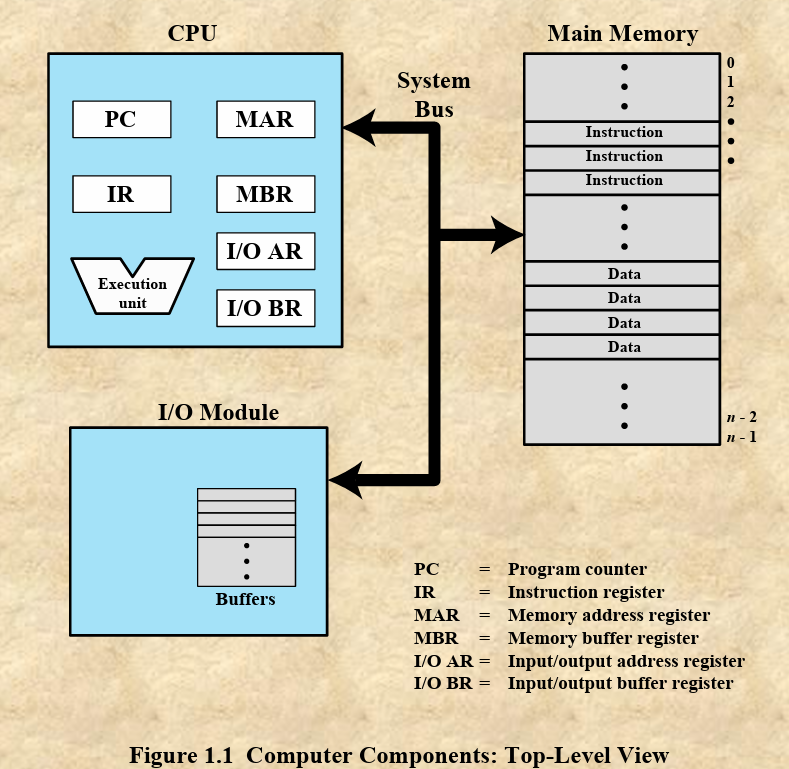 CPU
PC
MAR
IR
MBR
I/O AR
I/O BR
Execution
unit
System
Bus
Main Memory
0
1
2
Instruction
Instruction
Instruction
Data
Data
Data
Data
n - 2
n - 1
I/O Module
Buffers
PC = Program counter
IR = Instruction register
MAR = Memory address register
MBR = Memory buffer register
I/O AR = Input/output address register
I/O BR = Input/output buffer register
Figure 1.1 Computer Components: Top-Level View